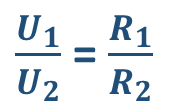 U₁/U₂ = R₁/R₂